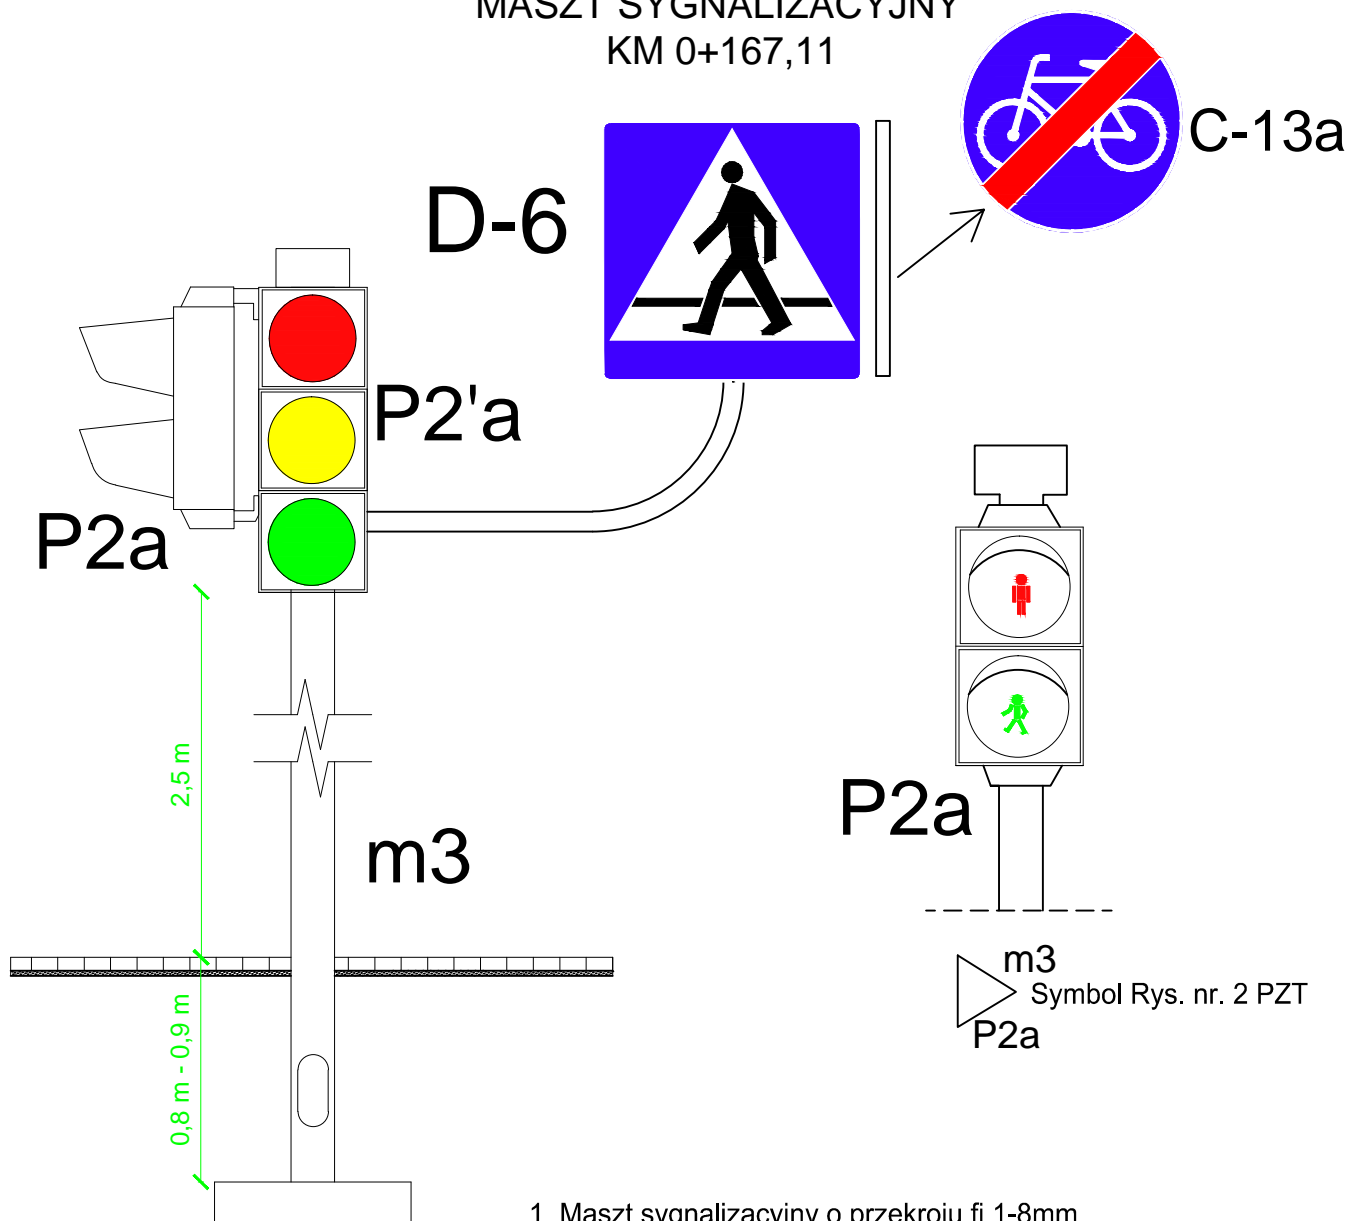 MASZT SYGNALIZACYJNY
KM 0+167,11
C-13a
D-6
P2'a
P2a
2,5 m
m3
P2a
0,8 m - 0,9 m
m3
Symbol Rys. nr. 2 PZT
P2a
1. Maszt sygnalizacyjny o przekroju fi 1-8mm